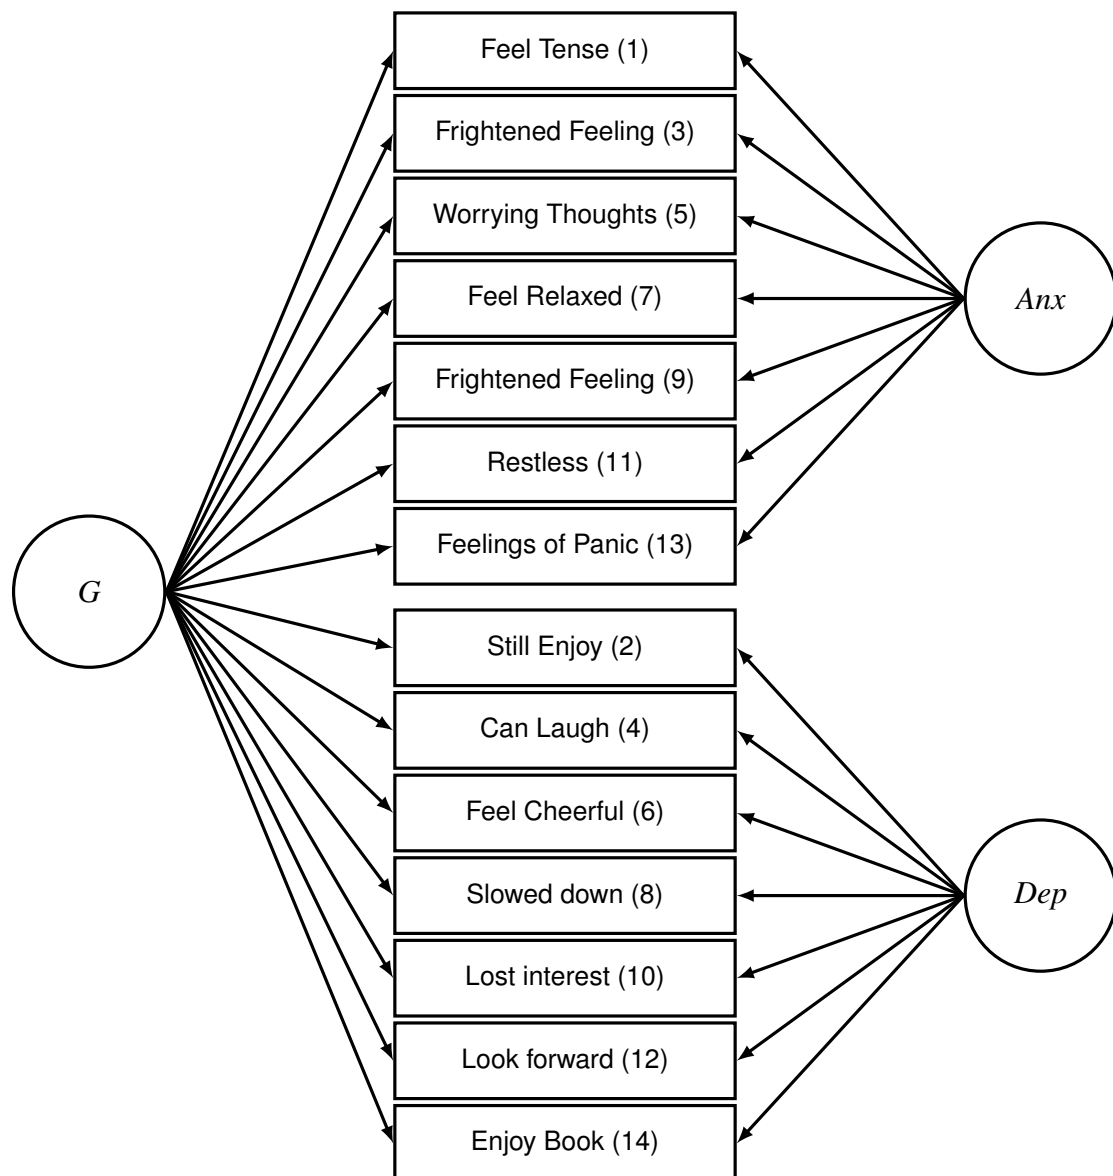 Feel Tense (1)
Frightened Feeling (3)
Worrying Thoughts (5)
Feel Relaxed (7)
Anx
Frightened Feeling (9)
Restless (11)
Feelings of Panic (13)
G
Still Enjoy (2)
Can Laugh (4)
Feel Cheerful (6)
Slowed down (8)
Dep
Lost interest (10)
Look forward (12)
Enjoy Book (14)